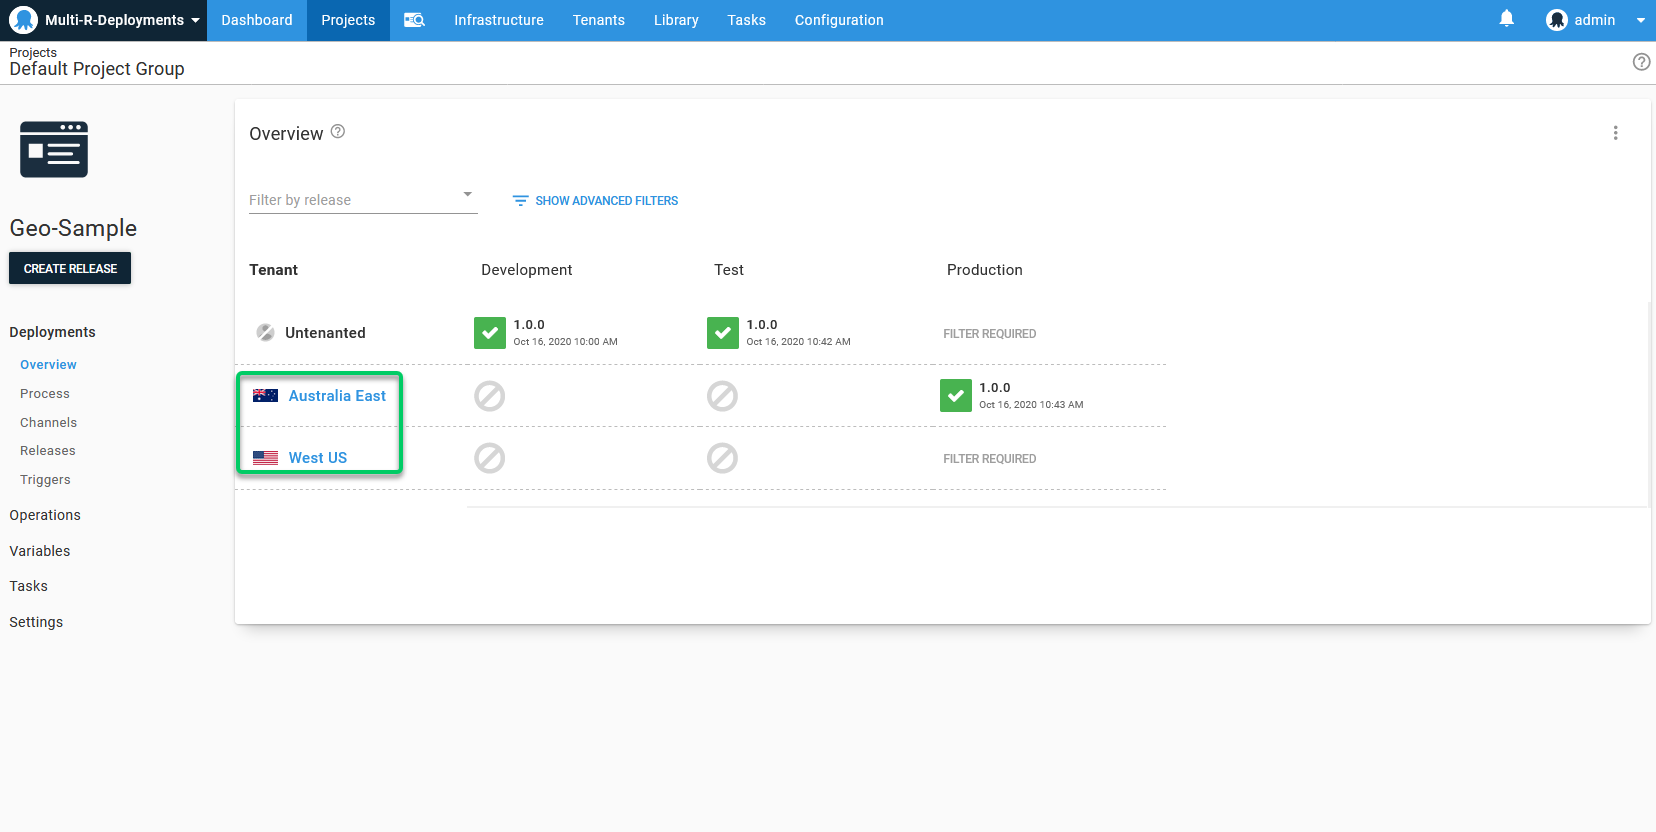 Multi-R-Deployments Dashboard Projects Infrastructure Tenants Library Tasks Configuration admin
Projects
Default Project Group
Overview
Filter by release SHOW ADVANCED FILTERS
Geo-Sample
CREATE RELEASE
Deployments
Overview
Process
Channels
Releases
Triggers
Operations
Variables
Tasks
Settings
Tenant Development Test Production
Untenanted 1.0.0 Oct 16, 2020 10:00 AM 1.0.0 Oct 16, 2020 10:42 AM FILTER REQUIRED
Australia East 1.0.0 Oct 16, 2020 10:43 AM
West US FILTER REQUIRED